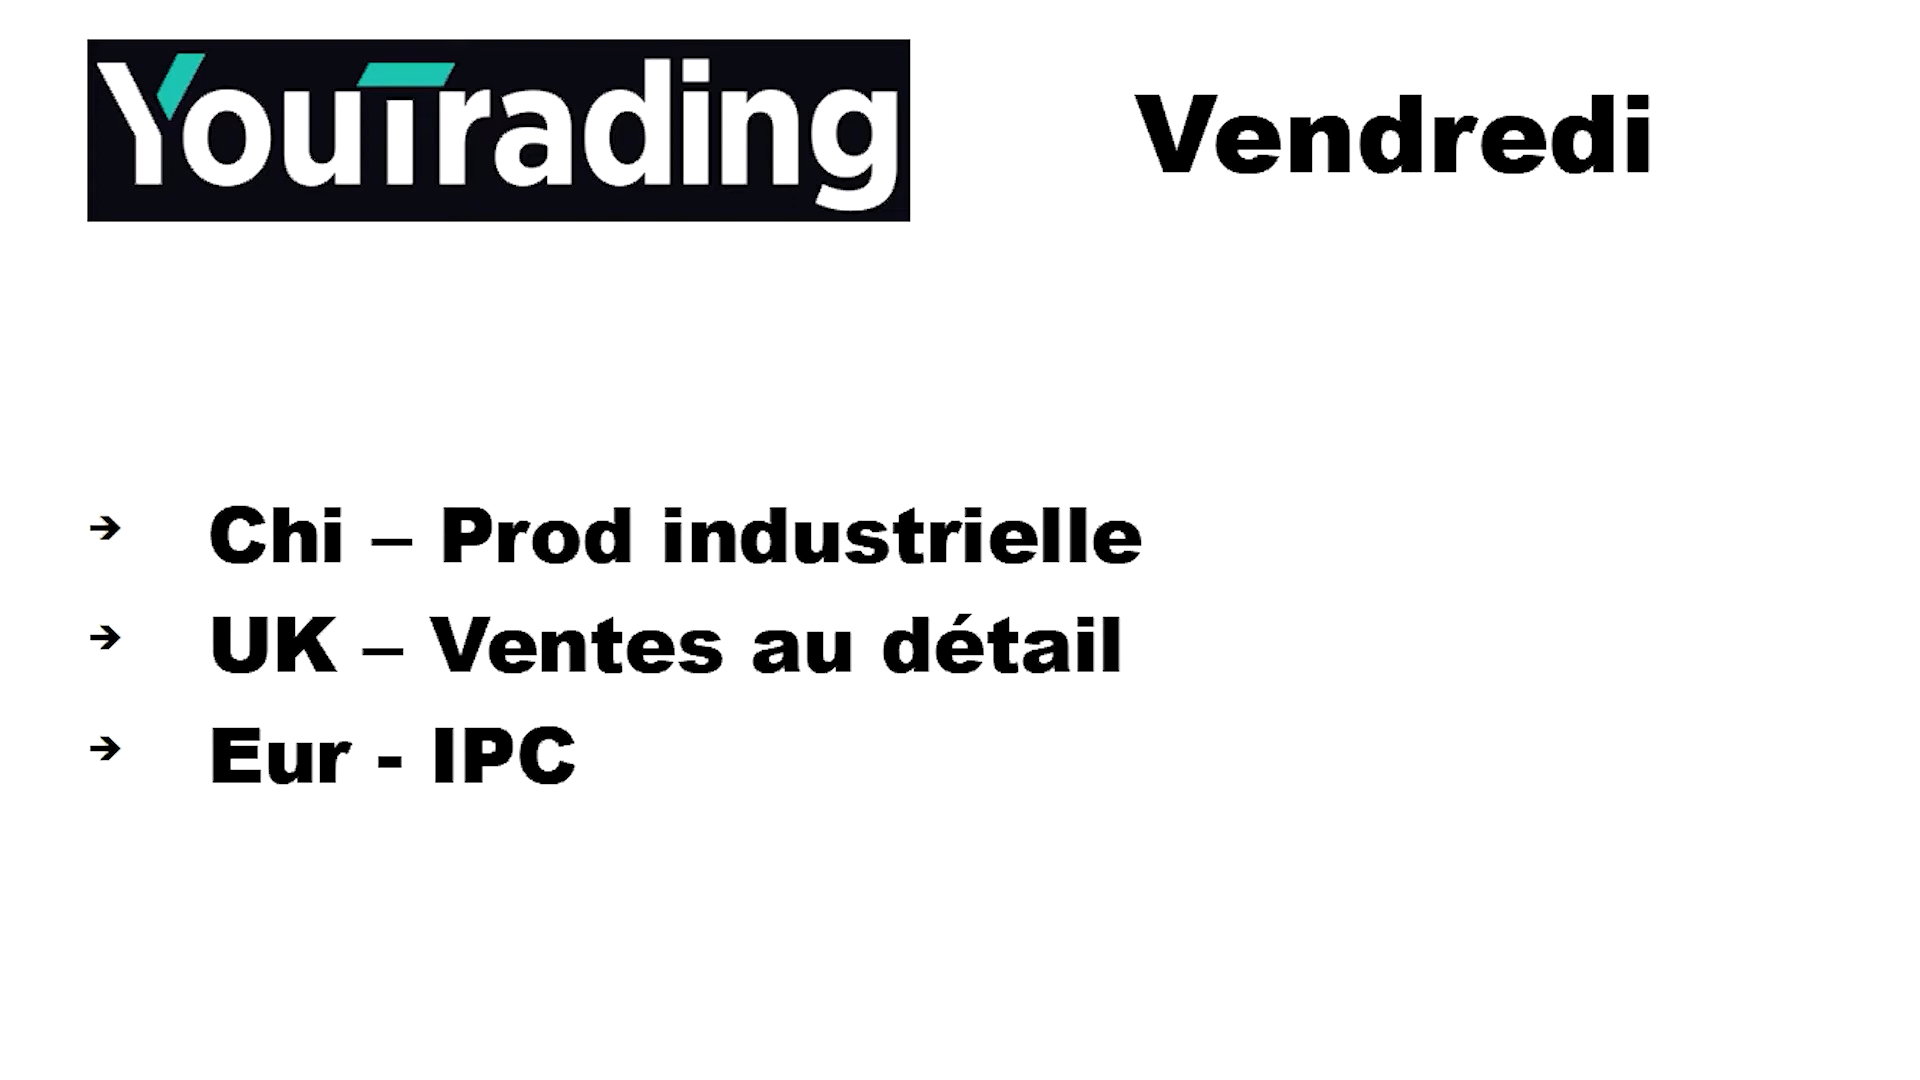 YouTrading
Vendredi
➔ Chi – Prod industrielle
➔ UK – Ventes au détail
➔ Eur - IPC